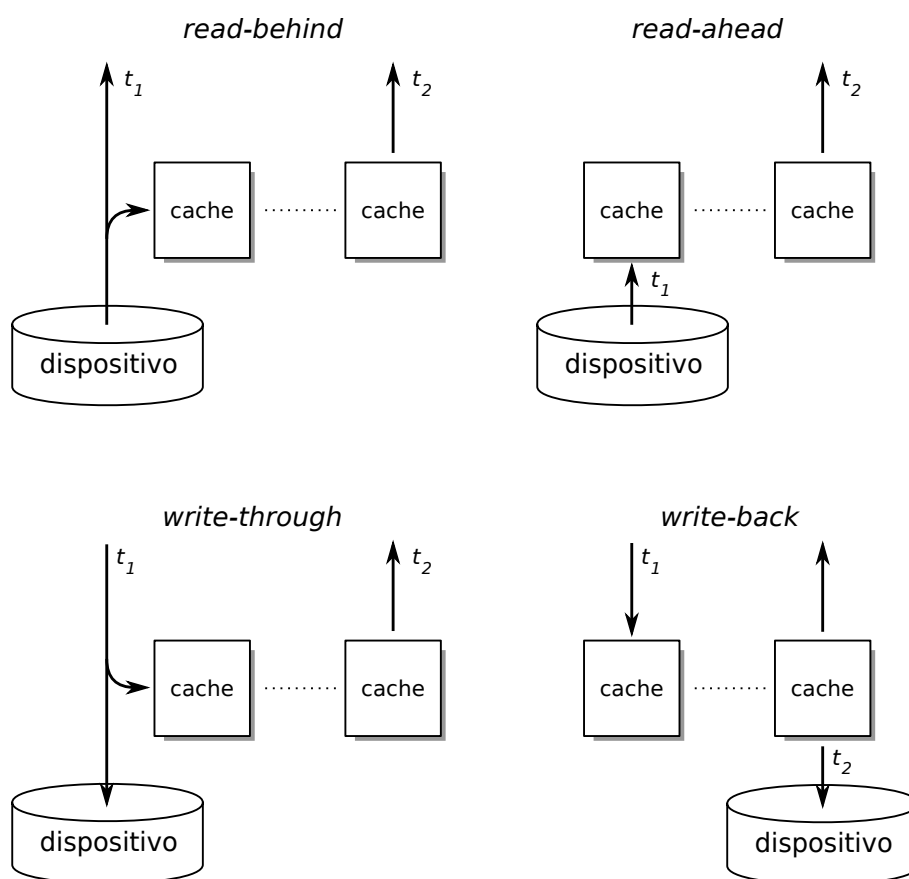 read-behind
t1
t2
cache
cache
dispositivo
read-ahead
t2
cache
cache
t1
dispositivo
write-through
t1
t2
cache
cache
dispositivo
write-back
t1
cache
cache
t2
dispositivo